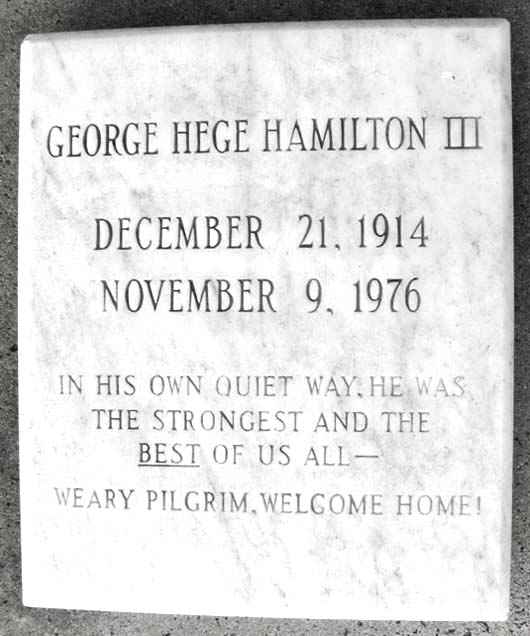 GEORGE HEGE HAMILTON III
DECEMBER 21, 1914
NOVEMBER 9, 1976
IN HIS OWN QUIET WAY, HE WAS
THE STRONGEST AND THE
BEST OF US ALL—
WEARY PILGRIM, WELCOME HOME!